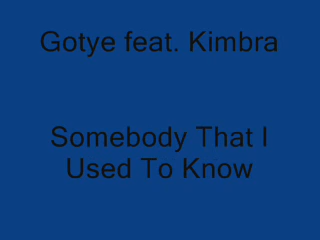 Gotye feat. Kimbra
Somebody That I
Used To Know